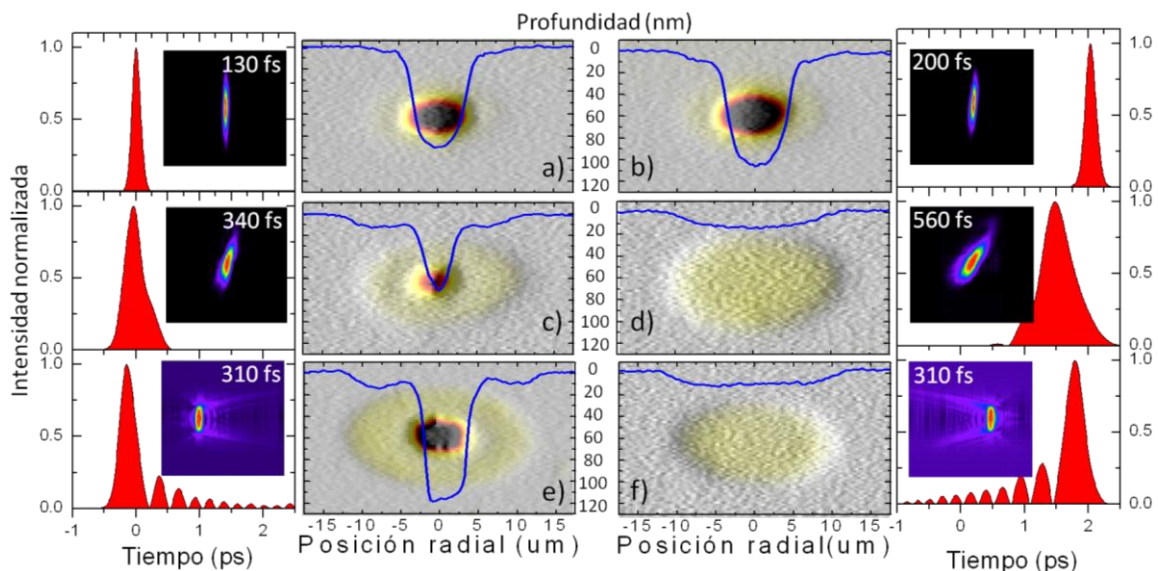 Profundidad (nm)
Intensidad normalizada
1.0
0.5
0.0
0.5
1.0
0.5
0.0
130 fs
340 fs
310 fs
-1 0 1 2
Tiempo (ps)
a)
c)
e)
-15 -10 -5 0 5 10 15
Posición radial (um)
0
20
40
60
80
100
120
0
20
40
60
80
100
0
20
40
60
80
100
120
b)
d)
f)
-15 -10 -5 0 5 10 15
Posición radial(um)
200 fs
560 fs
310 fs
1.0
0.5
0.0
1.0
0.5
0.0
1.0
0.5
0.0
-1 0 1 2
Tiempo (ps)